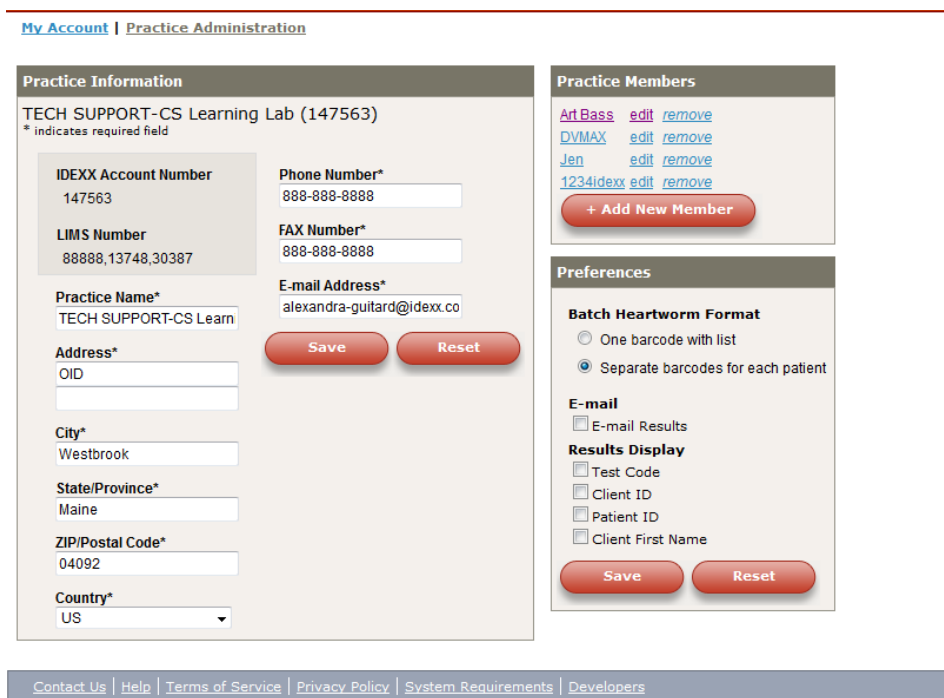 My Account | Practice Administration
Practice Information
TECH SUPPORT-CS Learning Lab (147563)
* indicates required field
IDEXX Account Number
147563
LIMS Number
88888,13748,30387
Practice Name*
TECH SUPPORT-CS Learni
Address*
OID
City*
Westbrook
State/Province*
Maine
ZIP/Postal Code*
04092
Country*
US
Phone Number*
888-888-8888
FAX Number*
888-888-8888
E-mail Address*
alexandra-guitard@idexx.co
Save Reset
Practice Members
Art Bass edit remove
DVMAX edit remove
Jen edit remove
1234idexx edit remove
+ Add New Member
Preferences
Batch Heartworm Format
One barcode with list
Separate barcodes for each patient
E-mail
E-mail Results
Results Display
Test Code
Client ID
Patient ID
Client First Name
Save Reset
Contact Us | Help | Terms of Service | Privacy Policy | System Requirements | Developers